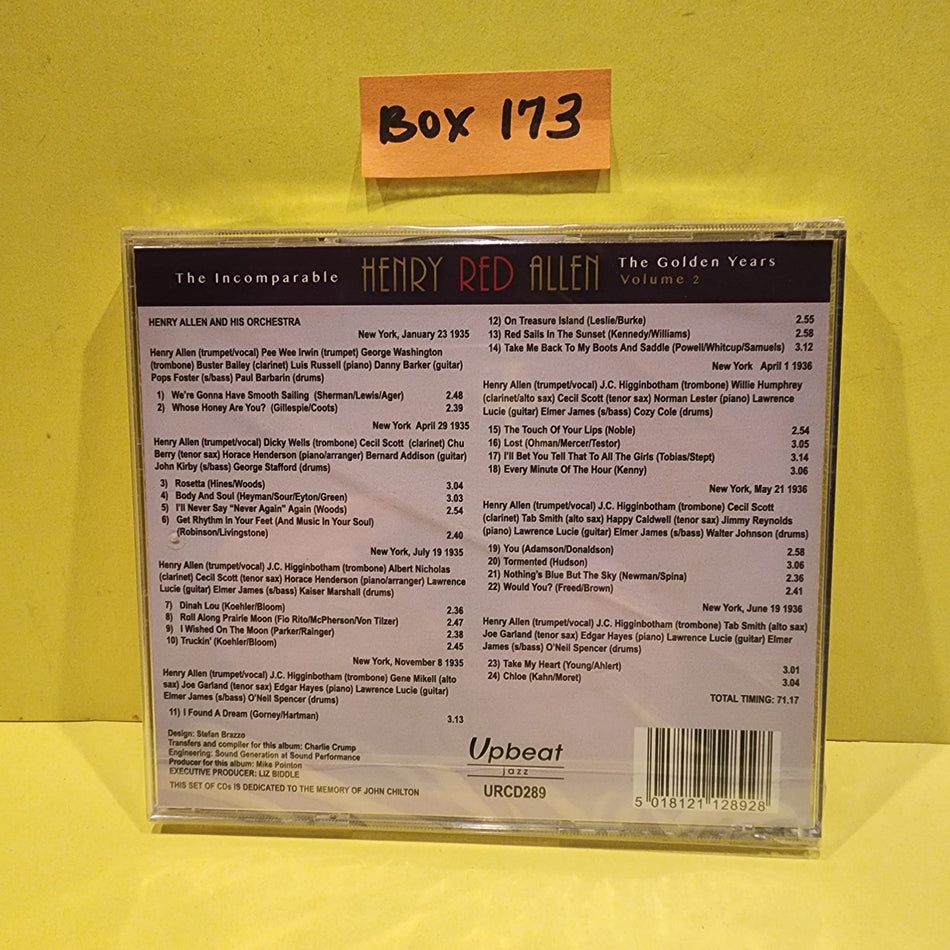 Box 173
The Incomparable HENRY RED ALLEN The Golden Years
Volume 2
HENRY ALLEN AND HIS ORCHESTRA
New York, January 23 1935
Henry Allen (trumpet/vocal) Pee Wee Irwin (trumpet) George Washington
(trombone) Buster Bailey (clarinet) Luis Russell (piano) Danny Barker (guitar)
Pops Foster (s/bass) Paul Barbarin (drums)
1) We're Gonna Have Smooth Sailing (Sherman/Lewis/Ager) 2.48
2) Whose Honey Are You? (Gillespie/Coots) 2.39
New York April 29 1935
Henry Allen (trumpet/vocal) Dicky Wells (trombone) Cecil Scott (clarinet) Chu
Berry (tenor sax) Horace Henderson (piano/arranger) Bernard Addison (guitar)
John Kirby (s/bass) George Stafford (drums)
3) Rosetta (Hines/Woods) 3.04
4) Body And Soul (Heyman/Sour/Eyton/Green) 3.03
5) I'll Never Say "Never Again" Again (Woods) 2.54
6) Get Rhythm In Your Feet (And Music In Your Soul)
(Robinson/Livingstone) 2.40
New York, July 19 1935
Henry Allen (trumpet/vocal) J.C. Higginbotham (trombone) Albert Nicholas
(clarinet) Cecil Scott (tenor sax) Horace Henderson (piano/arranger) Lawrence
Lucie (guitar) Elmer James (s/bass) Kaiser Marshall (drums)
7) Dinah Lou (Koehler/Bloom) 2.36
8) Roll Along Prairie Moon (Fio Rito/McPherson/Von Tilzer) 2.47
9) I Wished On The Moon (Parker/Rainger) 2.38
10) Truckin' (Koehler/Bloom) 2.45
New York, November 8 1935
Henry Allen (trumpet/vocal) J.C. Higginbotham (trombone) Gene Mikell (alto
sax) Joe Garland (tenor sax) Edgar Hayes (piano) Lawrence Lucie (guitar)
Elmer James (s/bass) O'Neil Spencer (drums)
11) I Found A Dream (Gorney/Hartman) 3.13
Design: Stefan Brazzo
Transfers and compiler for this album: Charlie Crump
Engineering: Sound Generation at Sound Performance
Producer for this album: Mike Pointon
EXECUTIVE PRODUCER: LIZ BIDDLE
THIS SET OF CDs IS DEDICATED TO THE MEMORY OF JOHN CHILTON
12) On Treasure Island (Leslie/Burke) 2.55
13) Red Sails In The Sunset (Kennedy/Williams) 2.58
14) Take Me Back To My Boots And Saddle (Powell/Whitcup/Samuels) 3.12
New York April 1 1936
Henry Allen (trumpet/vocal) J.C. Higginbotham (trombone) Willie Humphrey
(clarinet/alto sax) Cecil Scott (tenor sax) Norman Lester (piano) Lawrence
Lucie (guitar) Elmer James (s/bass) Cozy Cole (drums)
15) The Touch Of Your Lips (Noble) 2.54
16) Lost (Ohman/Mercer/Testor) 3.05
17) I'll Bet You Tell That To All The Girls (Tobias/Stept) 3.14
18) Every Minute Of The Hour (Kenny) 3.06
New York, May 21 1936
Henry Allen (trumpet/vocal) J.C. Higginbotham (trombone) Cecil Scott
(clarinet) Tab Smith (alto sax) Happy Caldwell (tenor sax) Jimmy Reynolds
(piano) Lawrence Lucie (guitar) Elmer James (s/bass) Walter Johnson (drums)
19) You (Adamson/Donaldson) 2.58
20) Tormented (Hudson) 3.06
21) Nothing's Blue But The Sky (Newman/Spina) 2.36
22) Would You? (Freed/Brown) 2.41
New York, June 19 1936
Henry Allen (trumpet/vocal) J.C. Higginbotham (trombone) Tab Smith (alto sax)
Joe Garland (tenor sax) Edgar Hayes (piano) Lawrence Lucie (guitar) Elmer
James (s/bass) O'Neil Spencer (drums)
23) Take My Heart (Young/Ahlert) 3.01
24) Chloe (Kahn/Moret) 3.04
TOTAL TIMING: 71.17
Upbeat
jazz
URCD289
5 018121 128928